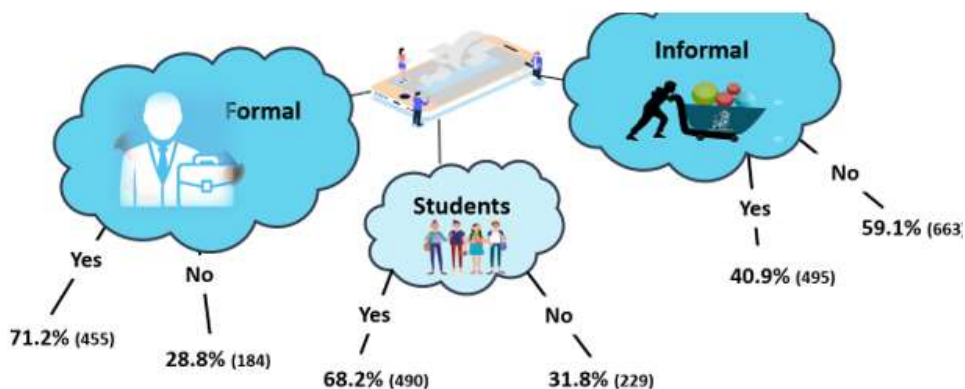 Formal
Yes
No
71.2% (455)
28.8% (184)
Students
Yes
No
68.2% (490)
31.8% (229)
Informal
Yes
No
40.9% (495)
59.1% (663)